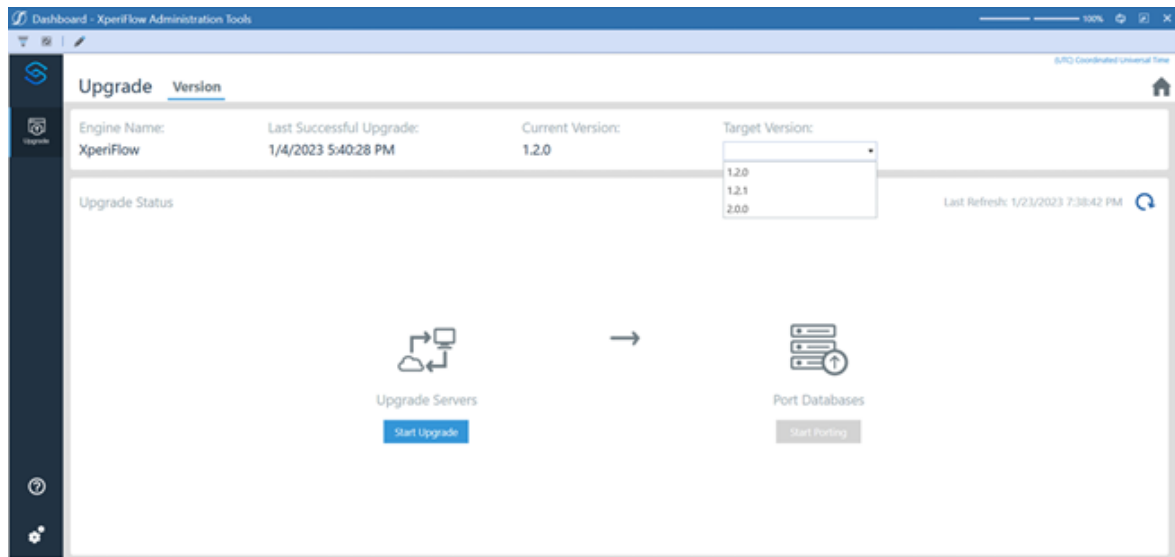 Dashboard - XperiFlow Administration Tools
100%
(UTC) Coordinated Universal Time
Upgrade Version
Upgrade
Engine Name: Last Successful Upgrade: Current Version: Target Version:
XperiFlow 1/4/2023 5:40:28 PM 1.2.0
1.2.0
1.2.1
2.0.0
Upgrade Status Last Refresh: 1/23/2023 7:38:42 PM
Upgrade Servers Port Databases
Start Upgrade Start Porting